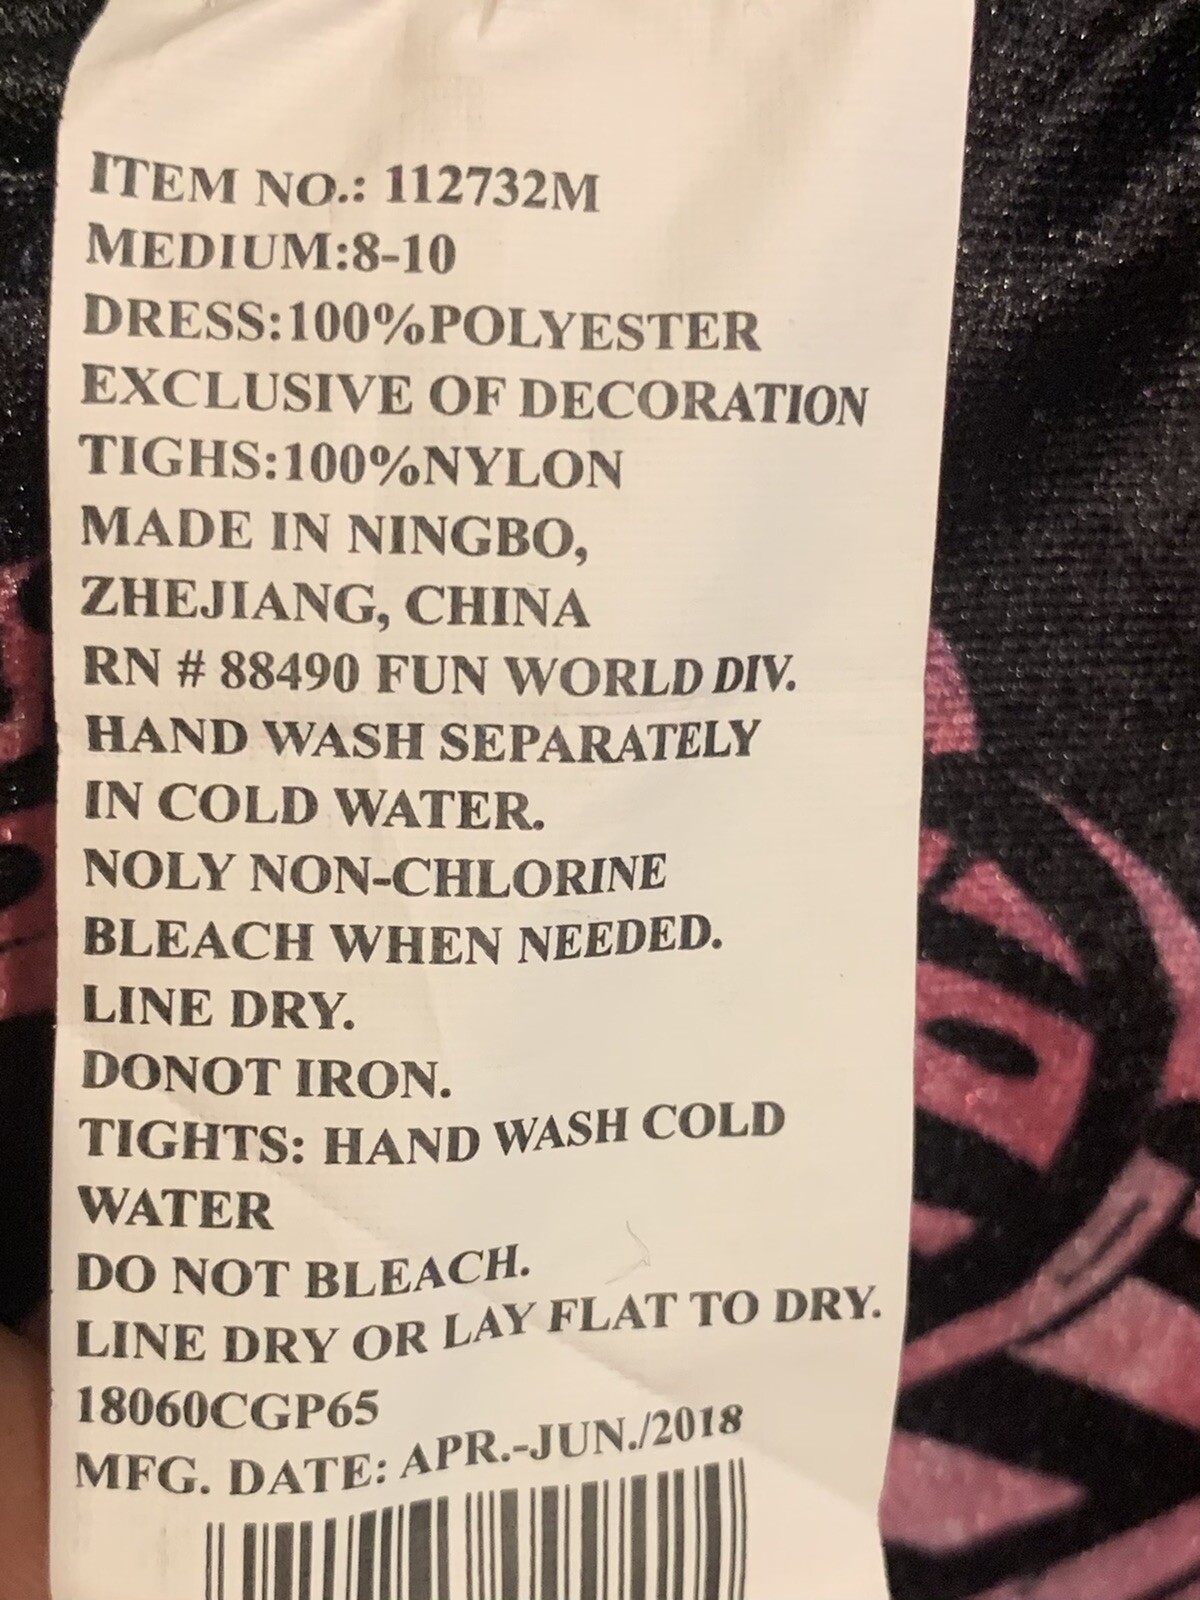 ITEM NO.: 112732M
MEDIUM:8-10
DRESS:100%POLYESTER
EXCLUSIVE OF DECORATION
TIGHS:100%NYLON
MADE IN NINGBO,
ZHEJIANG, CHINA
RN # 88490 FUN WORLD DIV.
HAND WASH SEPARATELY
IN COLD WATER.
NOLY NON-CHLORINE
BLEACH WHEN NEEDED.
LINE DRY.
DONOT IRON.
TIGHTS: HAND WASH COLD
WATER
DO NOT BLEACH.
LINE DRY OR LAY FLAT TO DRY.
18060CGP65
MFG. DATE: APR.-JUN./2018